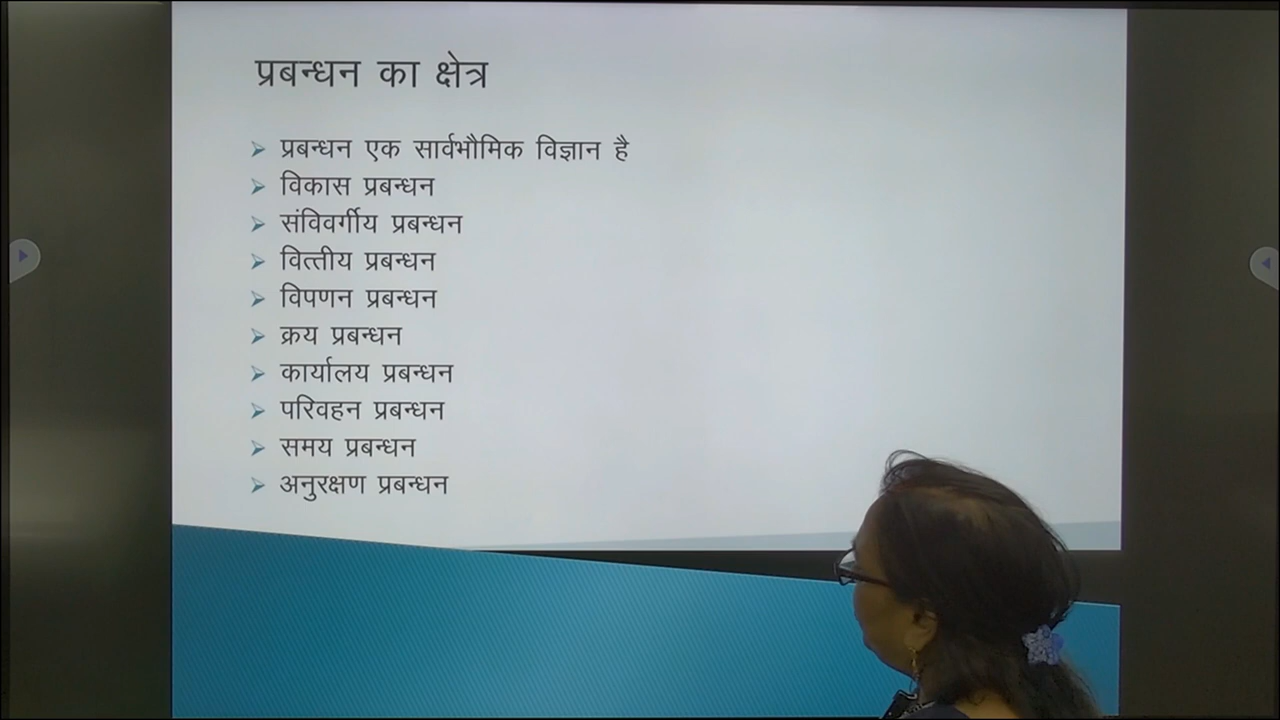 प्रबन्धन का क्षेत्र
प्रबन्धन एक सार्वभौमिक विज्ञान है
विकास प्रबन्धन
संविवर्गीय प्रबन्धन
वित्तीय प्रबन्धन
विपणन प्रबन्धन
क्रय प्रबन्धन
कार्यालय प्रबन्धन
परिवहन प्रबन्धन
समय प्रबन्धन
अनुरक्षण प्रबन्धन